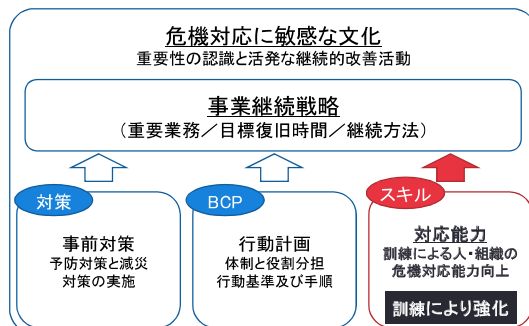 危機対応に敏感な文化
重要性の認識と活発な継続的改善活動
事業継続戦略
(重要業務／目標復旧時間／継続方法)
対策
事前対策
予防対策と減災
対策の実施
BCP
行動計画
体制と役割分担
行動基準及び手順
スキル
対応能力
訓練による人・組織の
危機対応能力向上
訓練により強化